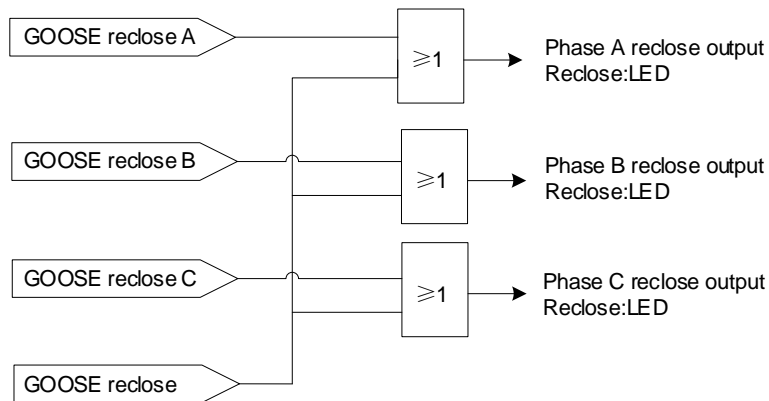 GOOSE reclose A
≥1
Phase A reclose output
Reclose:LED
GOOSE reclose B
≥1
Phase B reclose output
Reclose:LED
GOOSE reclose C
≥1
Phase C reclose output
Reclose:LED
GOOSE reclose